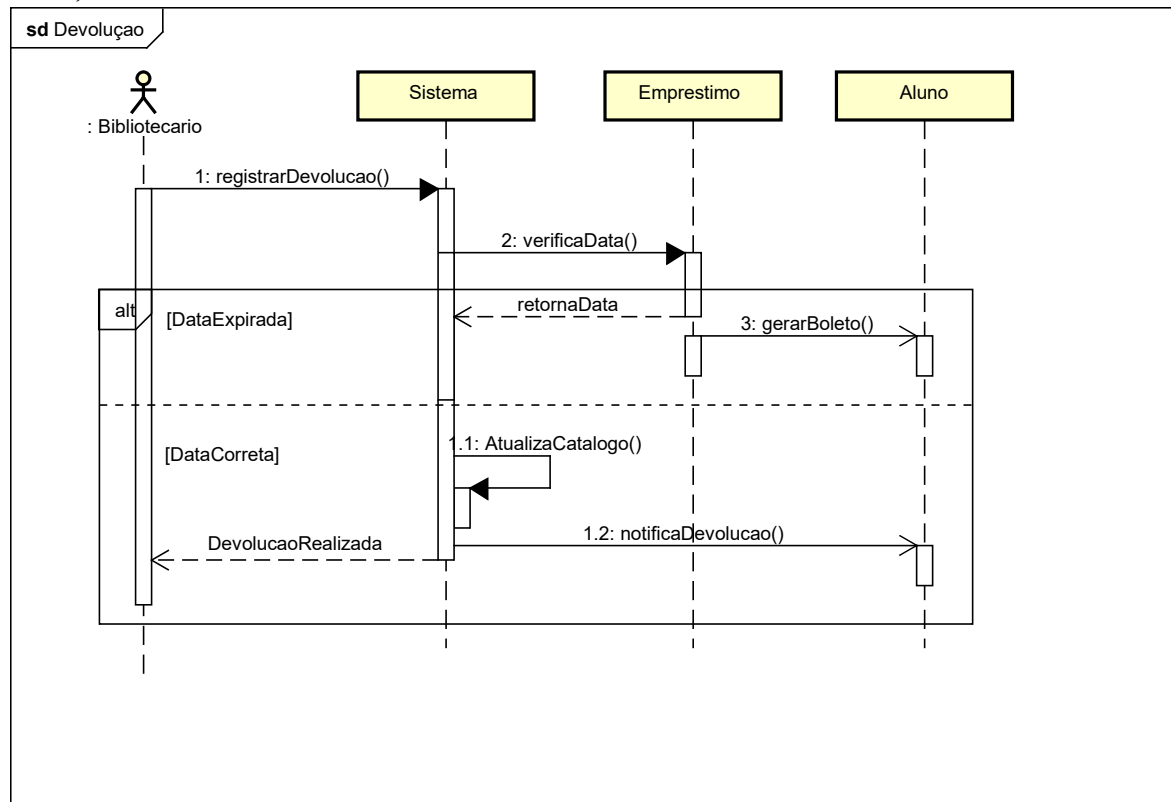 sd Devoluçao
: Bibliotecario
Sistema
Emprestimo
Aluno
1: registrarDevolucao()
2: verificaData()
alt
[DataExpirada]
retornaData
3: gerarBoleto()
[DataCorreta]
1.1: AtualizaCatalogo()
1.2: notificaDevolucao()
DevolucaoRealizada